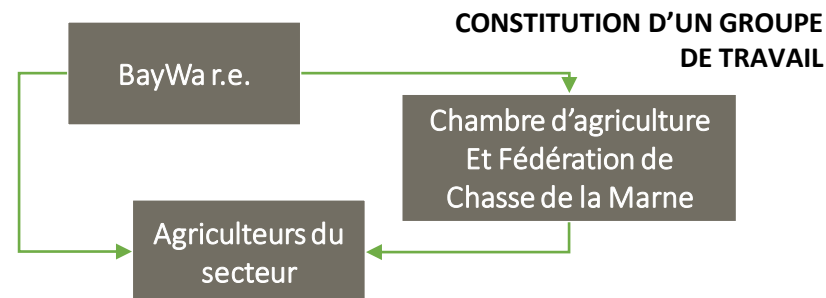 CONSTITUTION D’UN GROUPE
DE TRAVAIL
BayWa r.e.
Chambre d’agriculture
Et Fédération de
Chasse de la Marne
Agriculteurs du
secteur